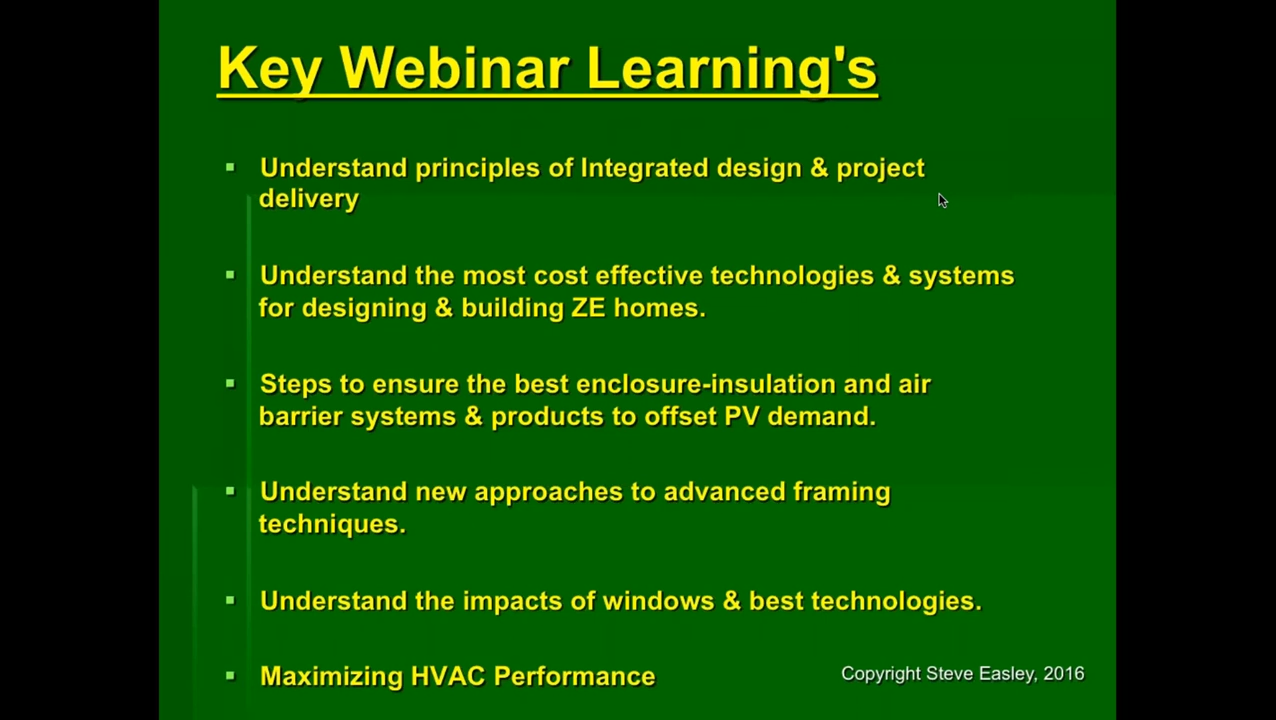 Key Webinar Learning's
▪ Understand principles of Integrated design & project
delivery
▪ Understand the most cost effective technologies & systems
for designing & building ZE homes.
▪ Steps to ensure the best enclosure-insulation and air
barrier systems & products to offset PV demand.
▪ Understand new approaches to advanced framing
techniques.
▪ Understand the impacts of windows & best technologies.
▪ Maximizing HVAC Performance
Copyright Steve Easley, 2016